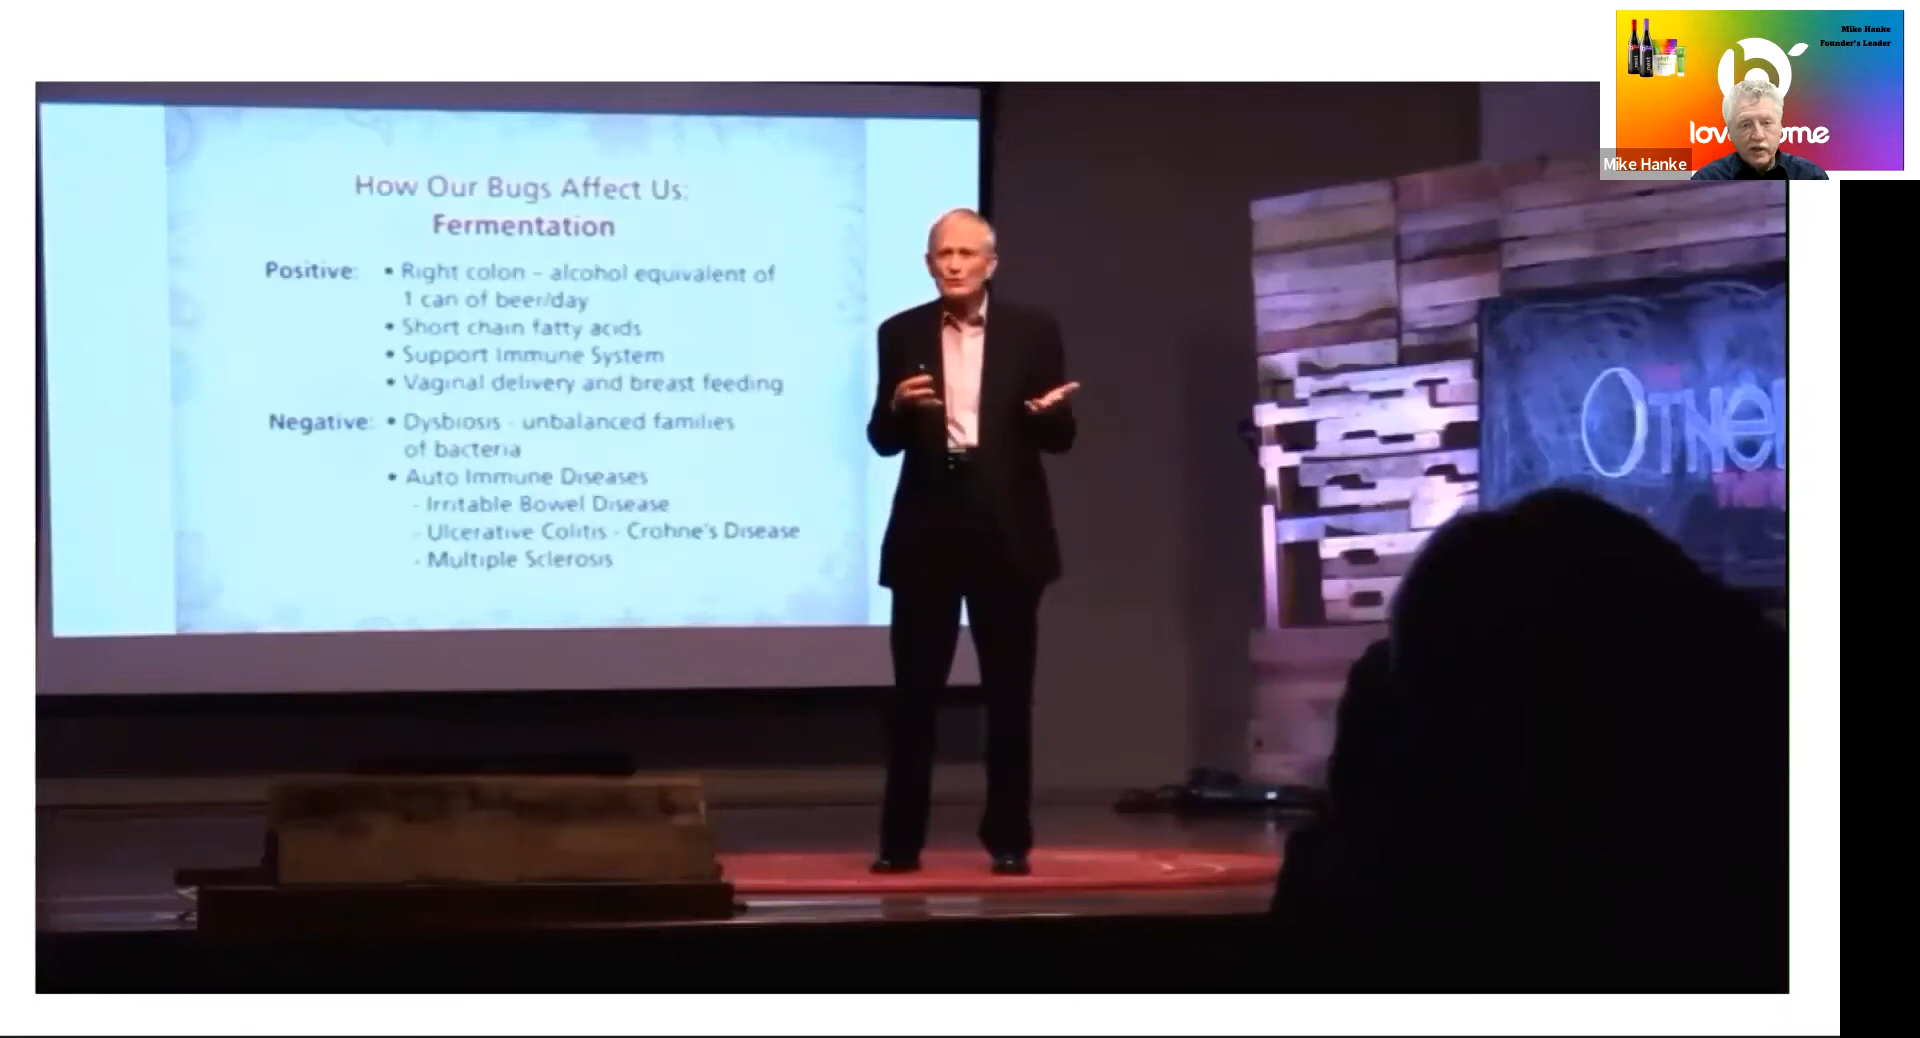 Mike Hanke
Founder's Leader
Mike Hanke
How Our Bugs Affect Us:
Fermentation
Positive: • Right colon - alcohol equivalent of
1 can of beer/day
• Short chain fatty acids
• Support Immune System
• Vaginal delivery and breast feeding
Negative: • Dysbiosis - unbalanced families
of bacteria
• Auto Immune Diseases
- Irritable Bowel Disease
- Ulcerative Colitis - Crohne's Disease
- Multiple Sclerosis